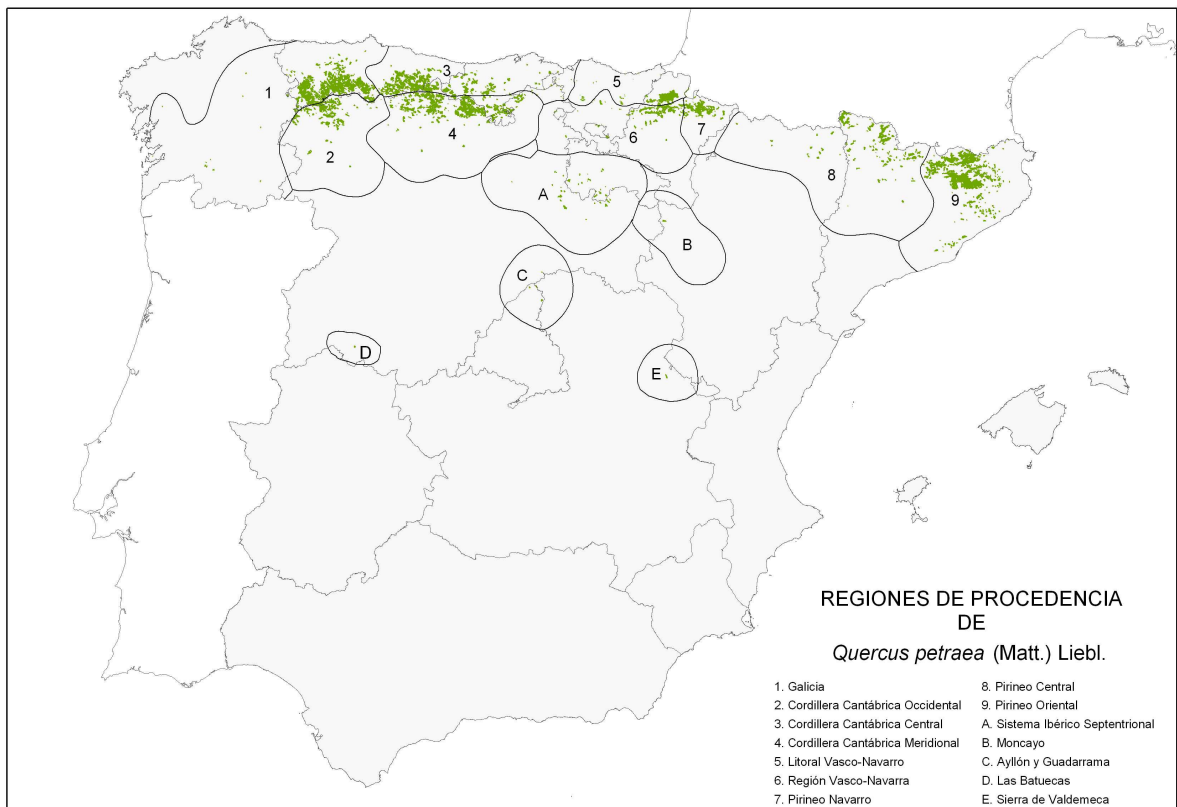 3
5
1
4
7
2
6
8
9
A
B
C
D
E
REGIONES DE PROCEDENCIA
DE
Quercus petraea (Matt.) Liebl.
1. Galicia
2. Cordillera Cantábrica Occidental
3. Cordillera Cantábrica Central
4. Cordillera Cantábrica Meridional
5. Litoral Vasco-Navarro
6. Región Vasco-Navarra
7. Pirineo Navarro
8. Pirineo Central
9. Pirineo Oriental
A. Sistema Ibérico Septentrional
B. Moncayo
C. Ayllón y Guadarrama
D. Las Batuecas
E. Sierra de Valdemeca